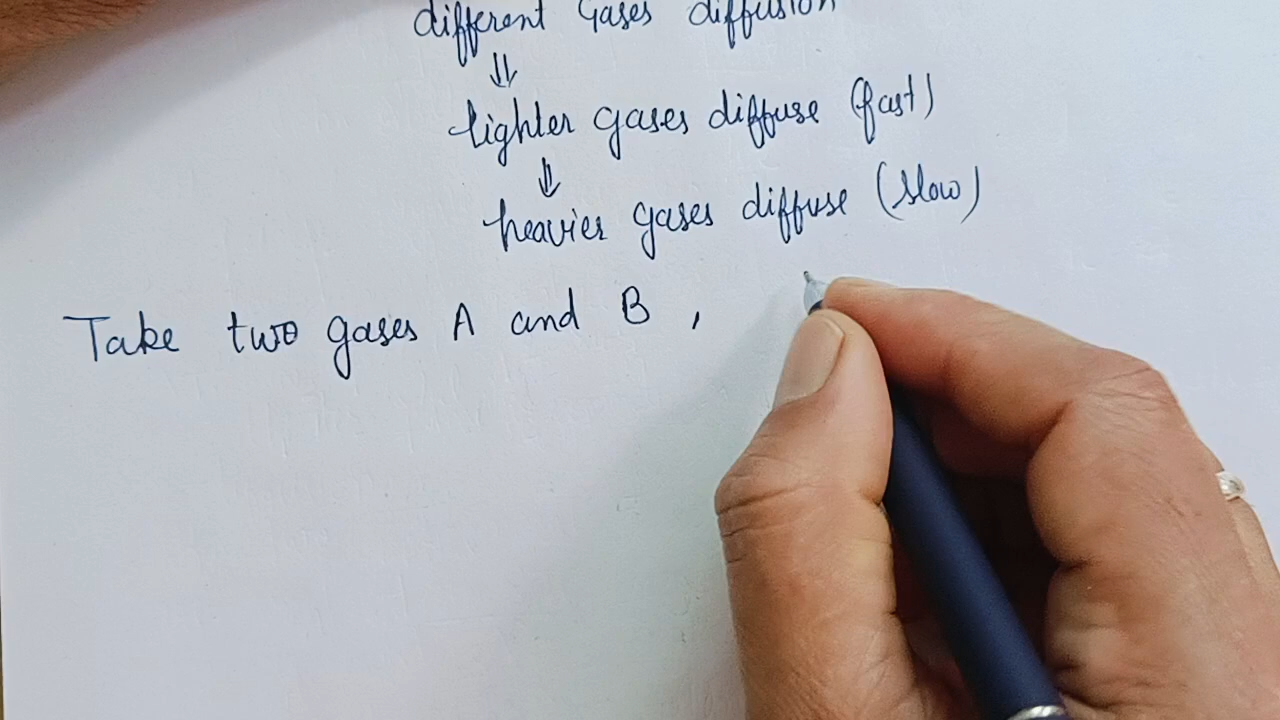 different Gases diffusion
⇓
lighter gases diffuse (fast)
⇓
heavier gases diffuse (slow)
Take two gases A and B ,